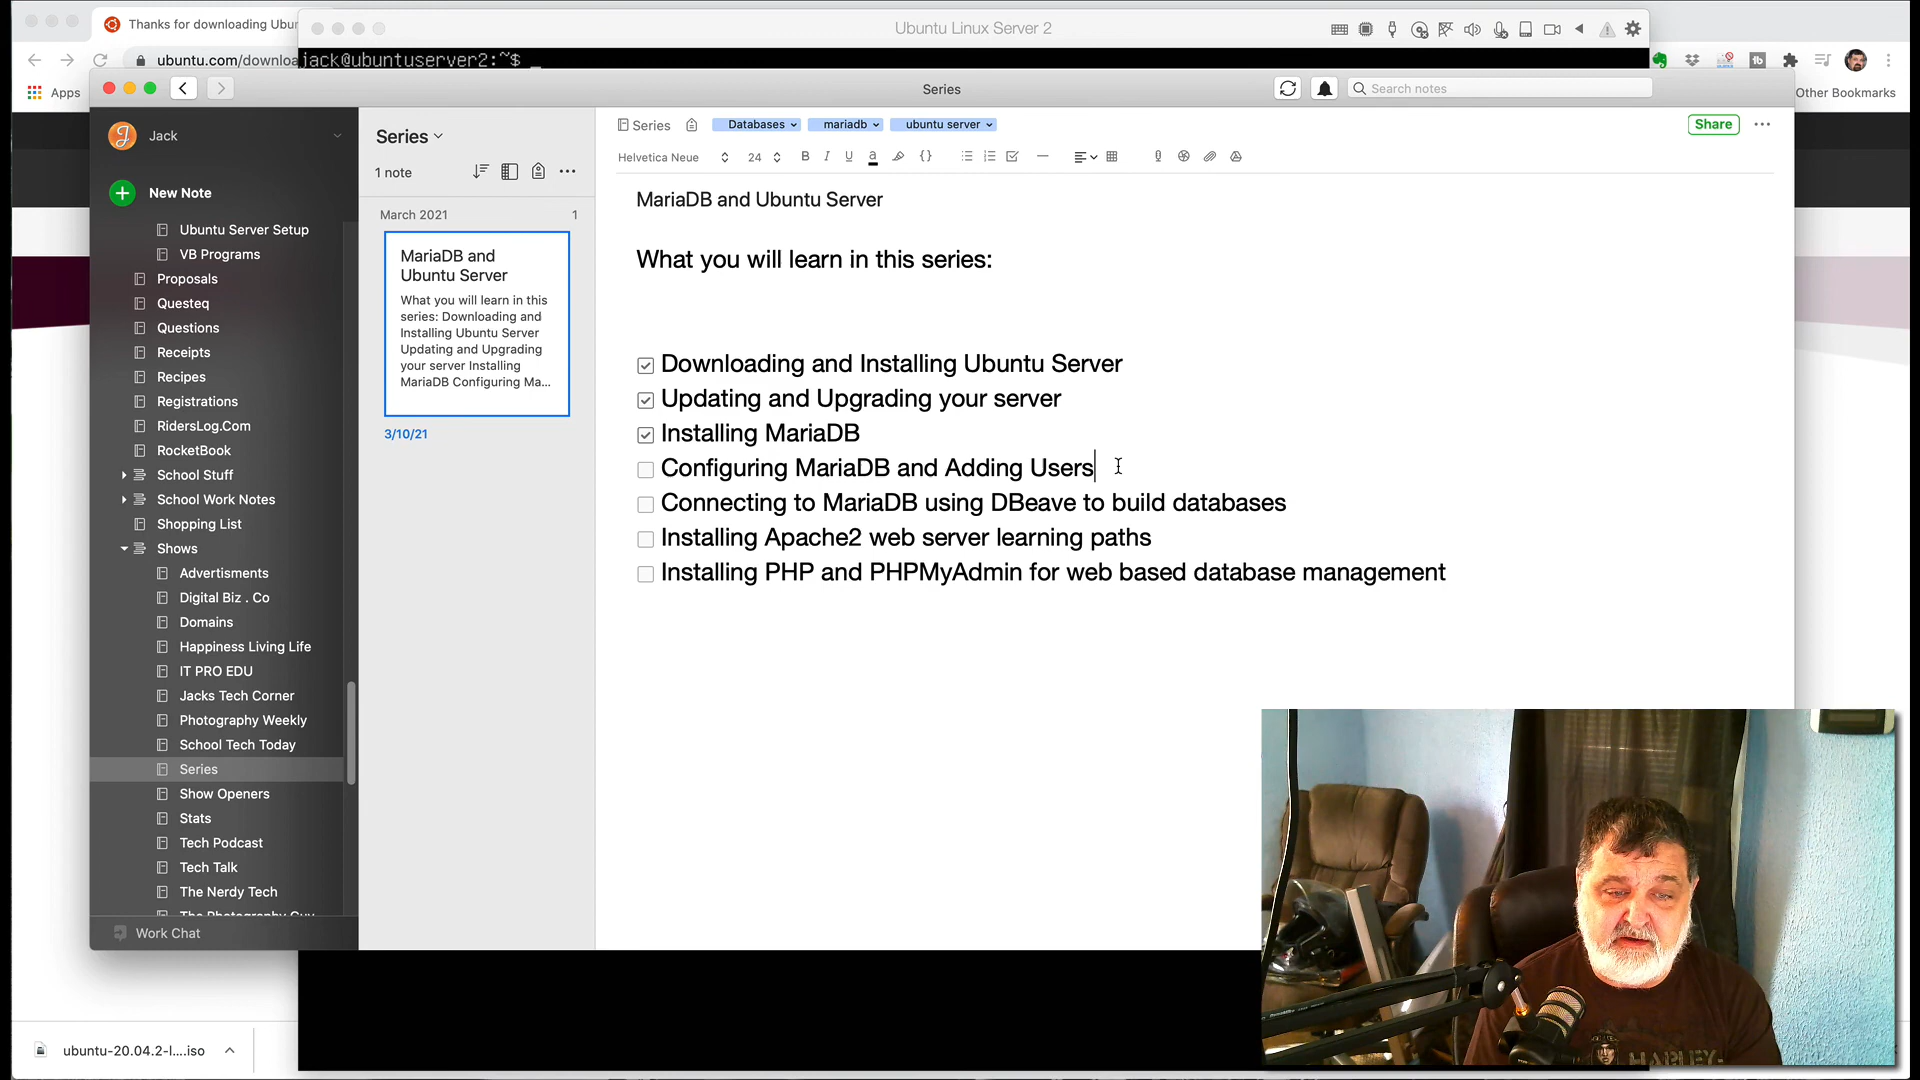 Thanks for downloading Ubun
Ubuntu Linux Server 2
ubuntu.com/downloa
jack@ubuntuserver2:~$ _
Apps
Other Bookmarks
Series
Search notes
Jack
New Note
Ubuntu Server Setup
VB Programs
Proposals
Questeq
Questions
Receipts
Recipes
Registrations
RidersLog.Com
RocketBook
School Stuff
School Work Notes
Shopping List
Shows
Advertisments
Digital Biz . Co
Domains
Happiness Living Life
IT PRO EDU
Jacks Tech Corner
Photography Weekly
School Tech Today
Series
Show Openers
Stats
Tech Podcast
Tech Talk
The Nerdy Tech
The Photography Guy
Work Chat
Series
1 note
March 2021 1
MariaDB and
Ubuntu Server
What you will learn in this
series: Downloading and
Installing Ubuntu Server
Updating and Upgrading
your server Installing
MariaDB Configuring Ma...
3/10/21
Series Databases mariadb ubuntu server
Share
Helvetica Neue 24 B I U a {}
MariaDB and Ubuntu Server
What you will learn in this series:
Downloading and Installing Ubuntu Server
Updating and Upgrading your server
Installing MariaDB
Configuring MariaDB and Adding Users
Connecting to MariaDB using DBeave to build databases
Installing Apache2 web server learning paths
Installing PHP and PHPMyAdmin for web based database management
HARLEY-
ubuntu-20.04.2-l....iso